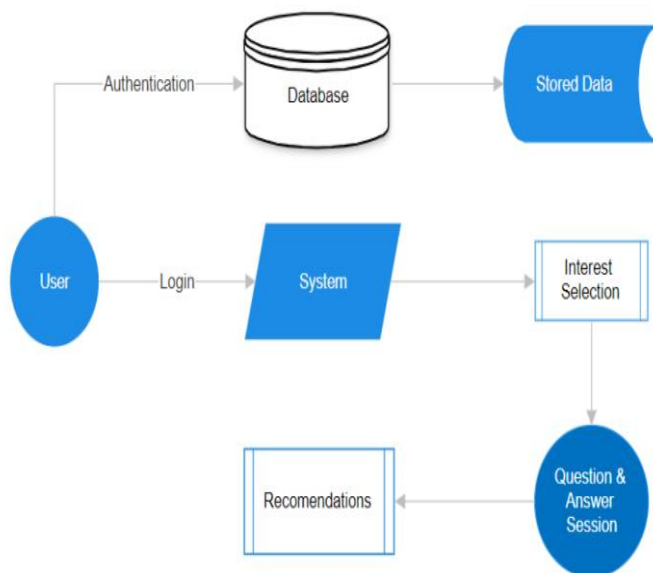 Authentication
Database
Stored Data
User
Login
System
Interest
Selection
Recomendations
Question &
Answer
Session